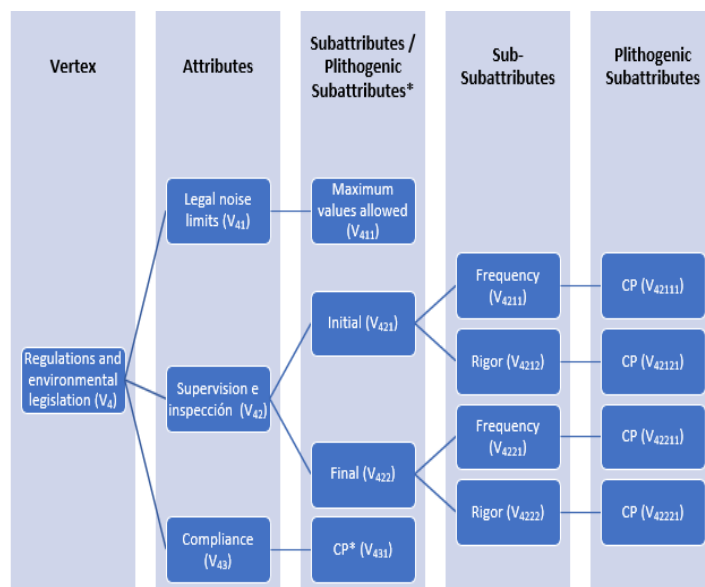 Vertex
Attributes
Subattributes /
Plithogenic
Subattributes*
Sub-
Subattributes
Plithogenic
Subattributes
Legal noise
limits (V₄₁)
Maximum
values allowed
(V₄₁₁)
Frequency
(V₄₂₁₁)
CP (V₄₂₁₁₁)
Initial (V₄₂₁)
Rigor (V₄₂₁₂)
CP (V₄₂₁₂₁)
Regulations and
environmental
legislation (V₄)
Supervision e
inspección (V₄₂)
Frequency
(V₄₂₂₁)
CP (V₄₂₂₁₁)
Final (V₄₂₂)
Rigor (V₄₂₂₂)
CP (V₄₂₂₂₁)
Compliance
(V₄₃)
CP* (V₄₃₁)